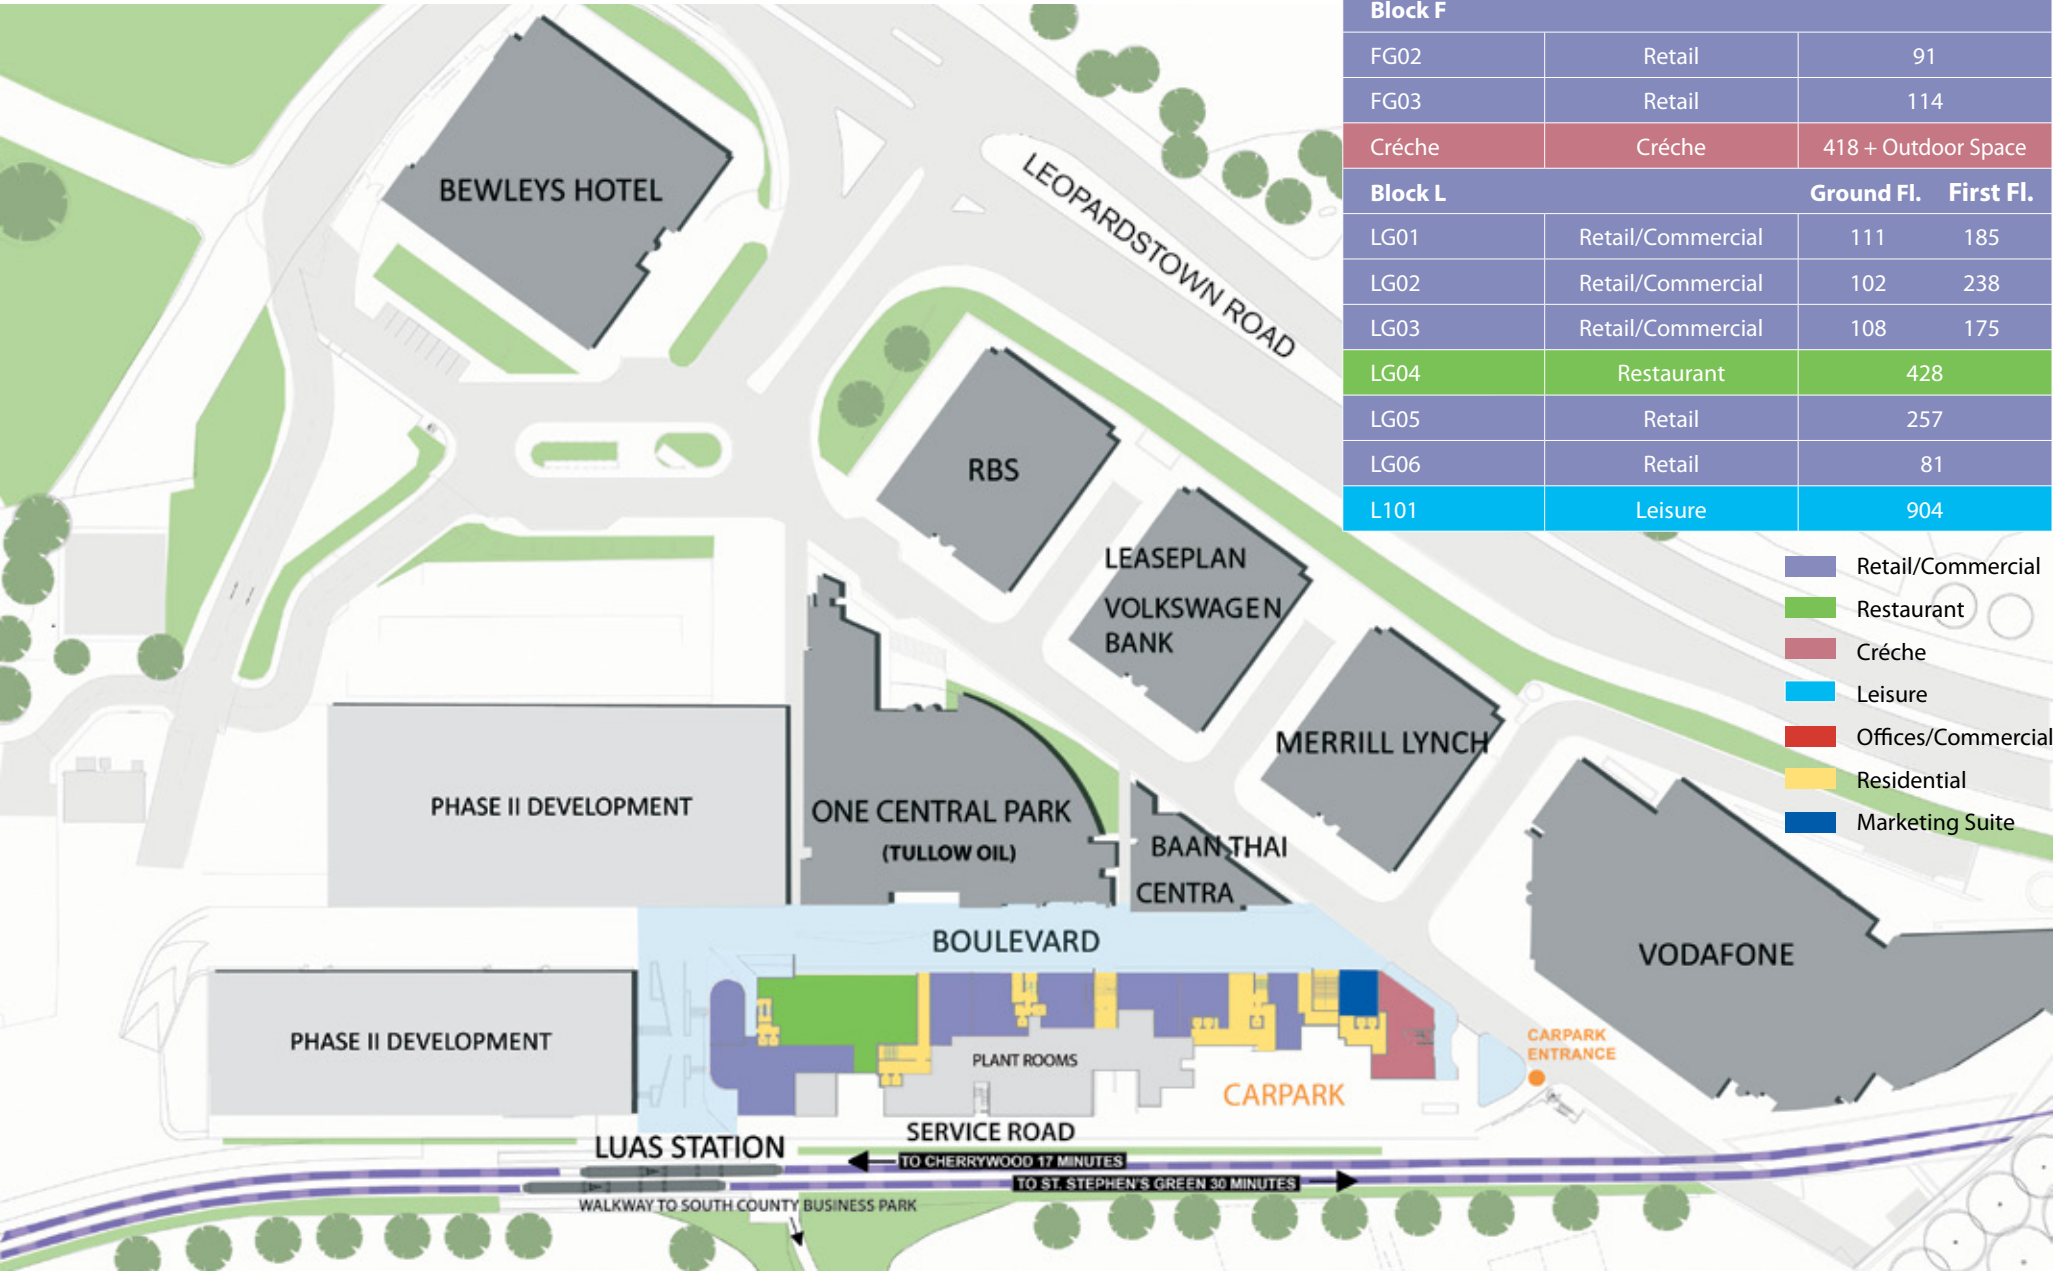 Block F
FG02 Retail 91
FG03 Retail 114
Créche Créche 418 + Outdoor Space
Block L Ground Fl. First Fl.
LG01 Retail/Commercial 111 185
LG02 Retail/Commercial 102 238
LG03 Retail/Commercial 108 175
LG04 Restaurant 428
LG05 Retail 257
LG06 Retail 81
L101 Leisure 904
Retail/Commercial
Restaurant
Créche
Leisure
Offices/Commercial
Residential
Marketing Suite
BEWLEYS HOTEL
LEOPARDSTOWN ROAD
RBS
LEASEPLAN
VOLKSWAGEN
BANK
MERRILL LYNCH
PHASE II DEVELOPMENT
ONE CENTRAL PARK
(TULLOW OIL)
BAAN THAI
CENTRA
VODAFONE
BOULEVARD
PHASE II DEVELOPMENT
PLANT ROOMS
CARPARK
CARPARK
ENTRANCE
SERVICE ROAD
LUAS STATION
TO CHERRYWOOD 17 MINUTES
TO ST. STEPHEN'S GREEN 30 MINUTES
WALKWAY TO SOUTH COUNTY BUSINESS PARK